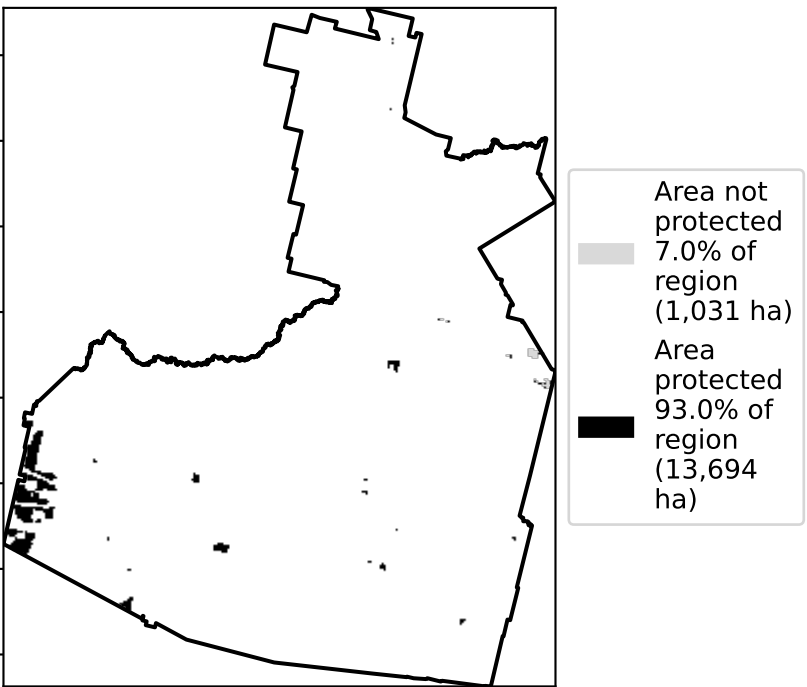 Area not
protected
7.0% of
region
(1,031 ha)
Area
protected
93.0% of
region
(13,694
ha)